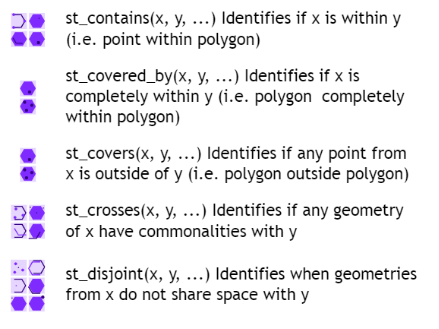 st_contains(x, y, ...) Identifies if x is within y
(i.e. point within polygon)
st_covered_by(x, y, ...) Identifies if x is
completely within y (i.e. polygon completely
within polygon)
st_covers(x, y, ...) Identifies if any point from
x is outside of y (i.e. polygon outside polygon)
st_crosses(x, y, ...) Identifies if any geometry
of x have commonalities with y
st_disjoint(x, y, ...) Identifies when geometries
from x do not share space with y